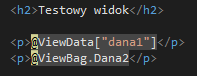 <h2>Testowy widok</h2>
<p>@ViewData["dana1"]</p>
<p>@ViewBag.Dana2</p>